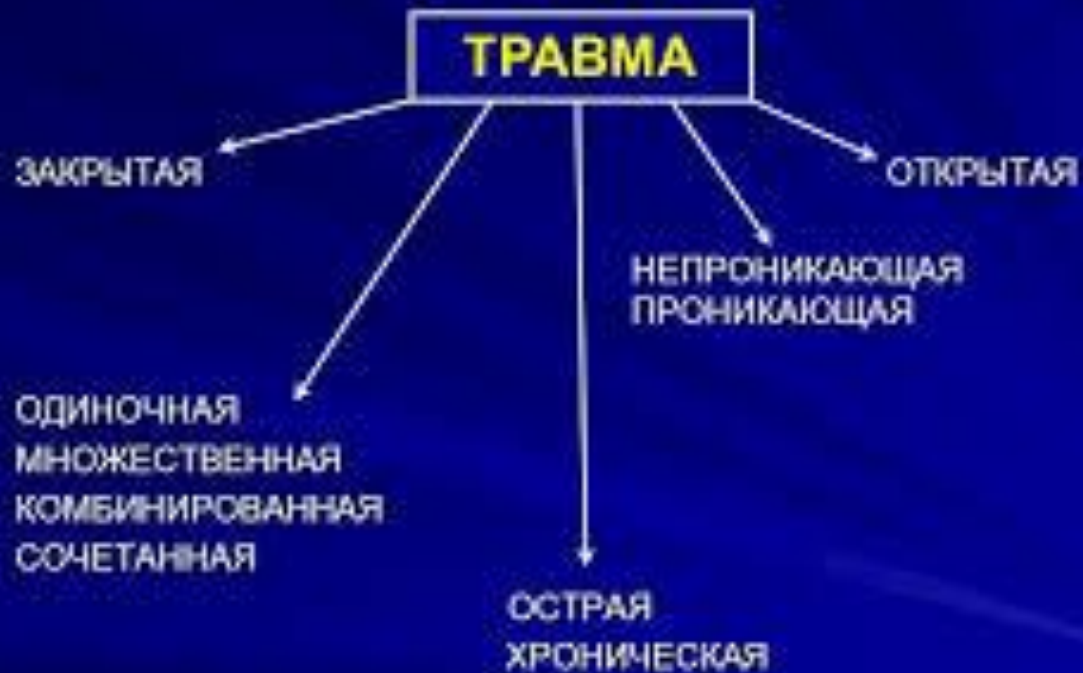 ТРАВМА
ЗАКРЫТАЯ
ОТКРЫТАЯ
НЕПРОНИКАЮЩАЯ
ПРОНИКАЮЩАЯ
ОДИНОЧНАЯ
МНОЖЕСТВЕННАЯ
КОМБИНИРОВАННАЯ
СОЧЕТАННАЯ
ОСТРАЯ
ХРОНИЧЕСКАЯ